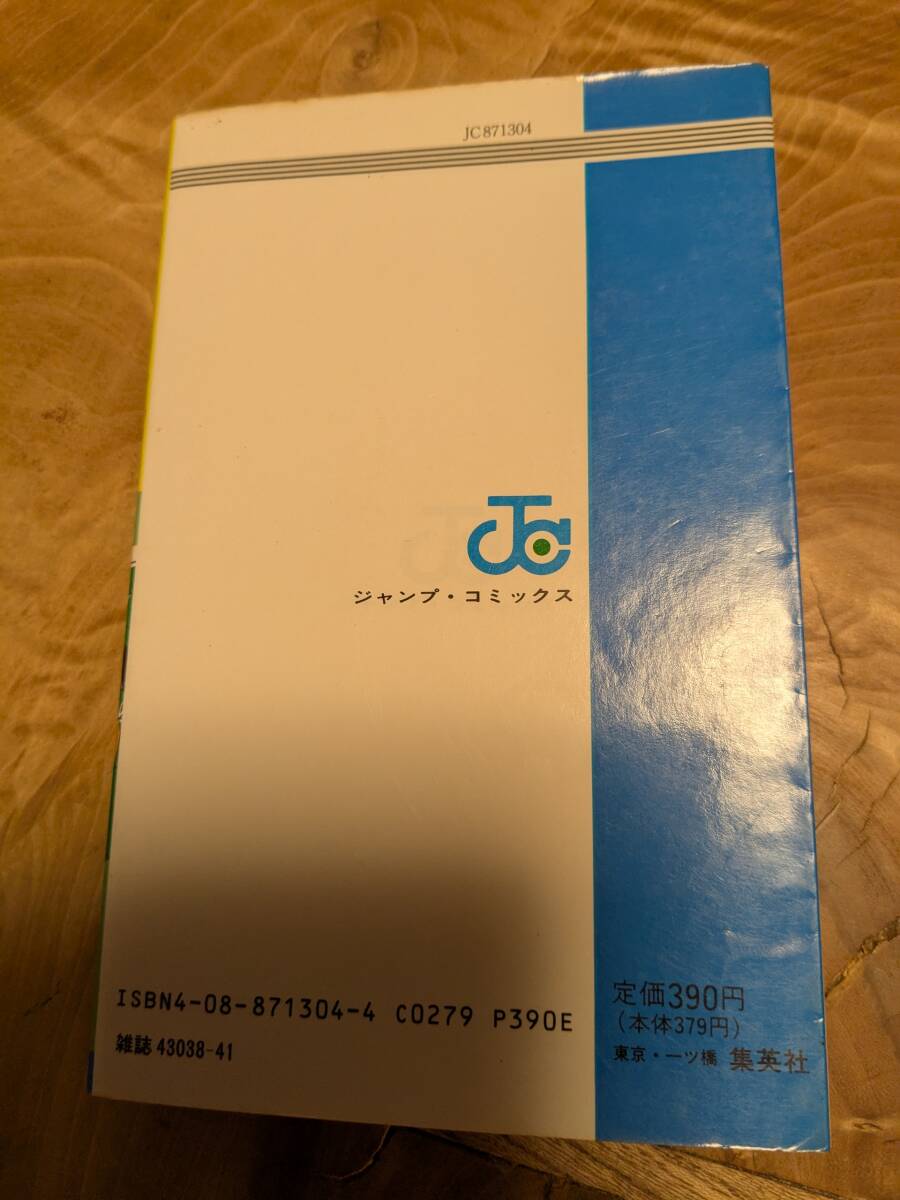 JC871304
JC
ジャンプ・コミックス
ISBN4-08-871304-4 C0279 P390E
雑誌 43038-41
定価390円
(本体379円)
東京・一ツ橋 集英社